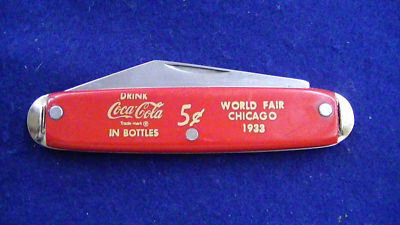 DRINK
Coca-Cola
Trade-mark ®
IN BOTTLES
5¢
WORLD FAIR
CHICAGO
1933